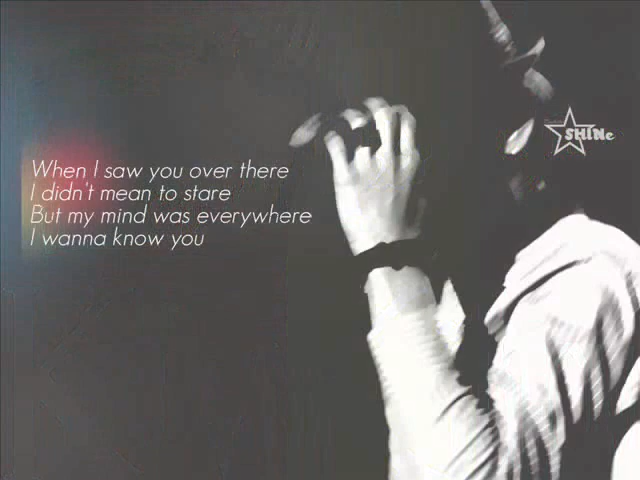 When I saw you over there
I didn't mean to stare
But my mind was everywhere
I wanna know you
SHINe